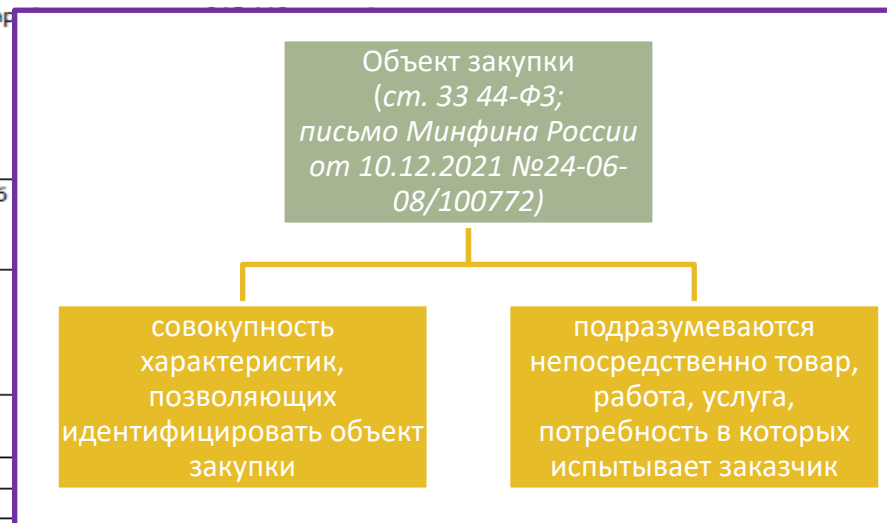 Объект закупки
(ст. 33 44-ФЗ;
письмо Минфина России
от 10.12.2021 №24-06-
08/100772)
совокупность
характеристик,
позволяющих
идентифицировать объект
закупки
подразумеваются
непосредственно товар,
работа, услуга,
потребность в которых
испытывает заказчик